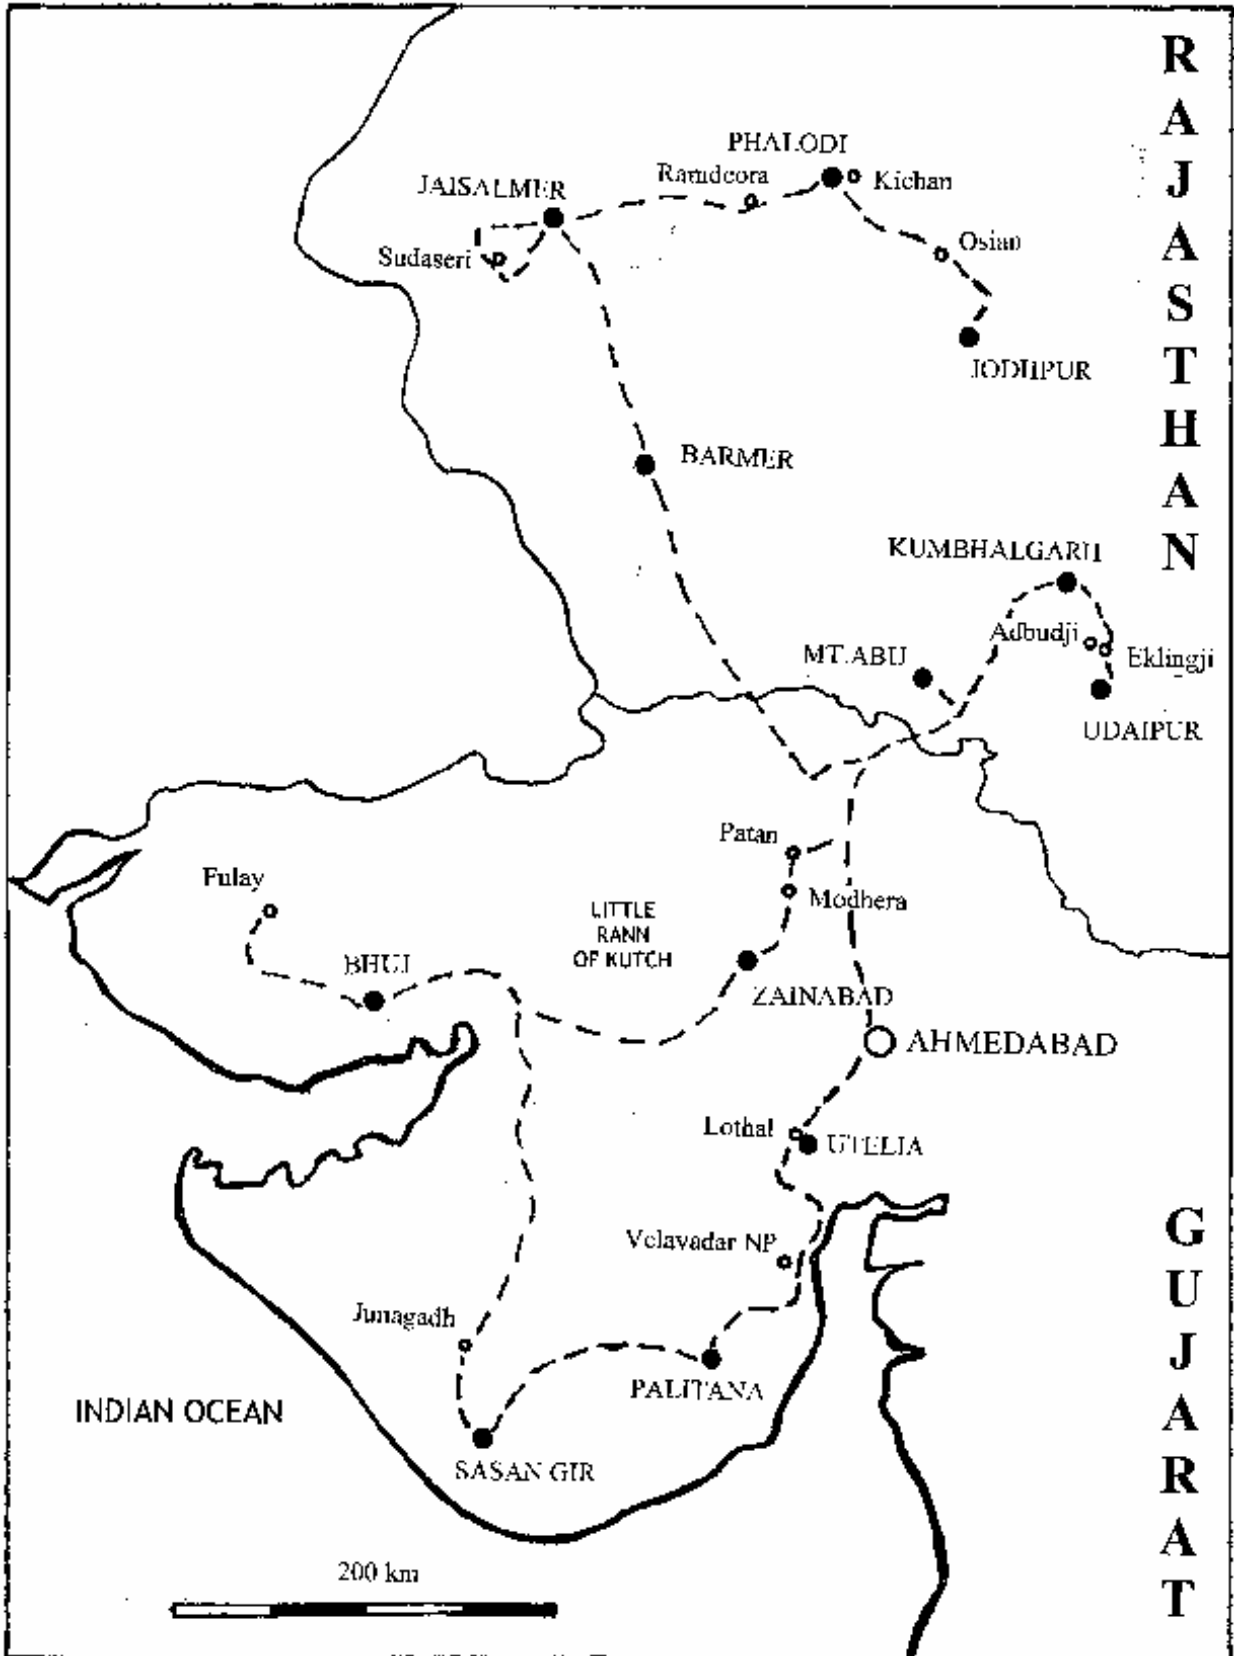 RAJASTHAN
PHALODI
Ramdeora
Kichan
JAISALMER
Osian
Sudaseri
JODHPUR
BARMER
KUMBHALGARH
Adbudji
Eklingji
MT.ABU
UDAIPUR
Patan
Fulay
Modhera
LITTLE
RANN
OF KUTCH
BHUJ
ZAINABAD
AHMEDABAD
Lothal
UTELIA
GUJARAT
Velavadar NP
Junagadh
PALITANA
INDIAN OCEAN
SASAN GIR
200 km